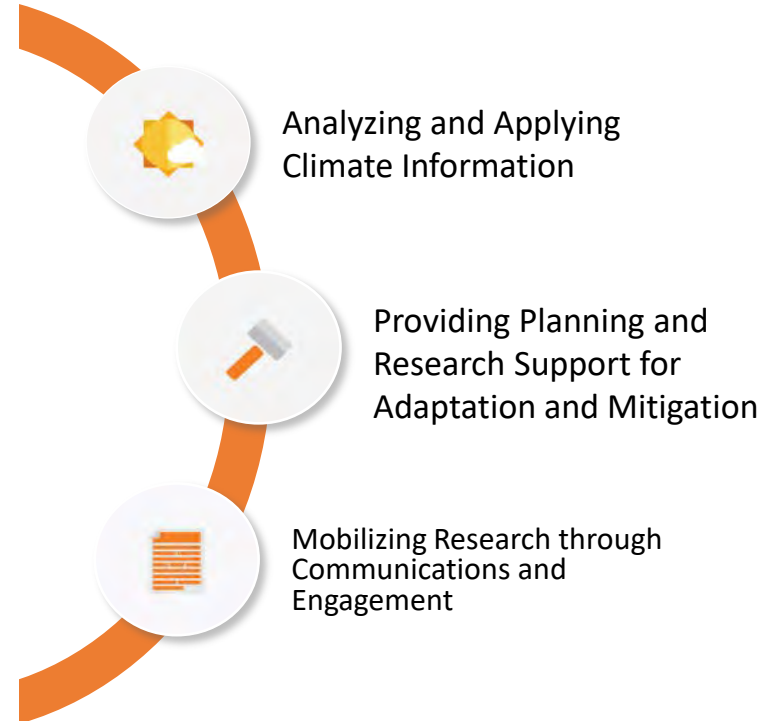 Analyzing and Applying
Climate Information
Providing Planning and
Research Support for
Adaptation and Mitigation
Mobilizing Research through
Communications and
Engagement